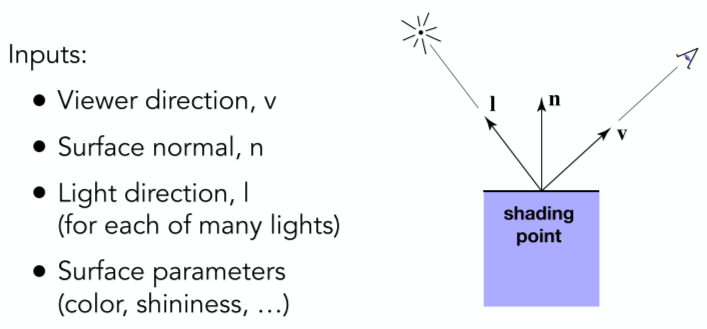 Inputs:
● Viewer direction, v
● Surface normal, n
● Light direction, l
(for each of many lights)
● Surface parameters
(color, shininess, …)
l
n
v
shading
point